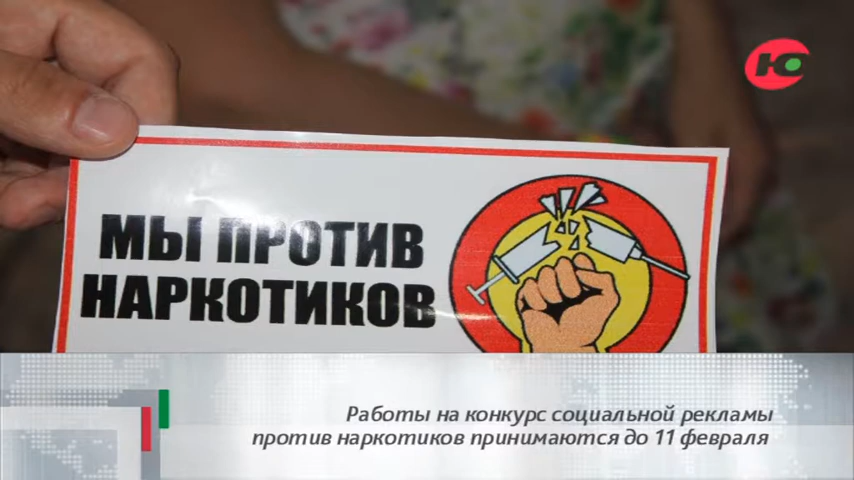 Ю
МЫ ПРОТИВ
НАРКОТИКОВ
Работы на конкурс социальной рекламы
против наркотиков принимаются до 11 февраля